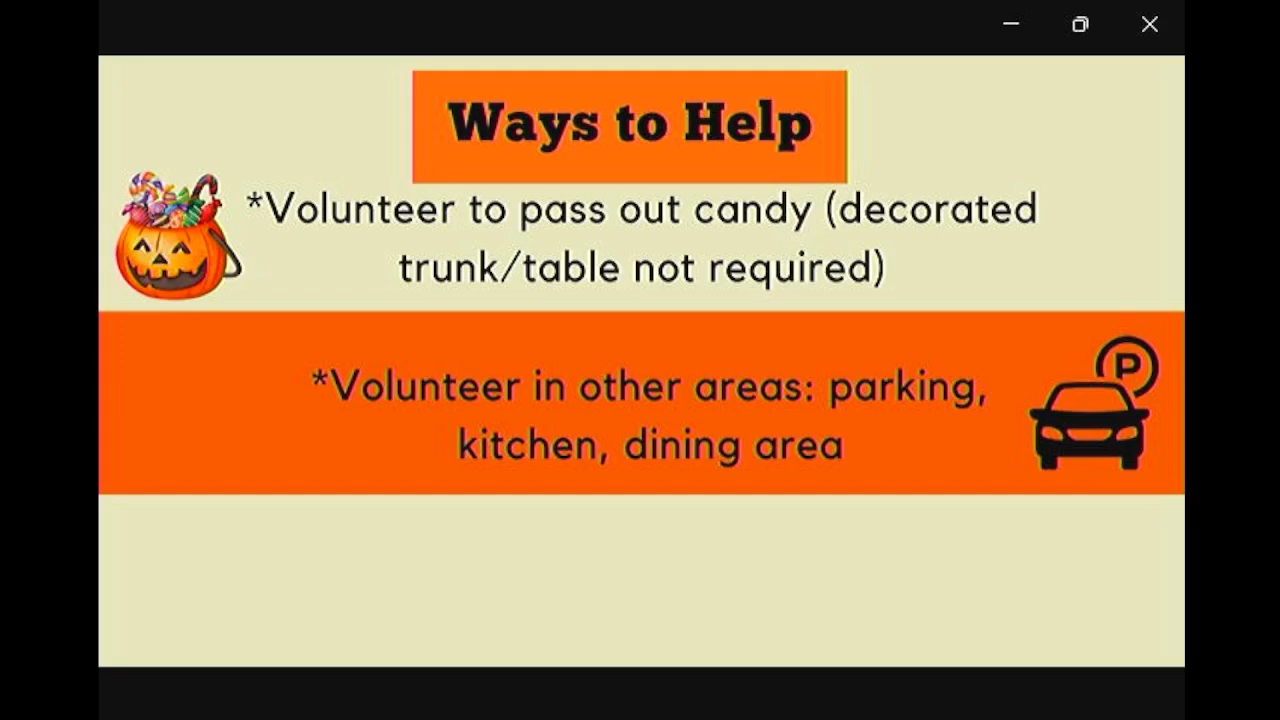 Ways to Help
*Volunteer to pass out candy (decorated
trunk/table not required)
*Volunteer in other areas: parking,
kitchen, dining area
P